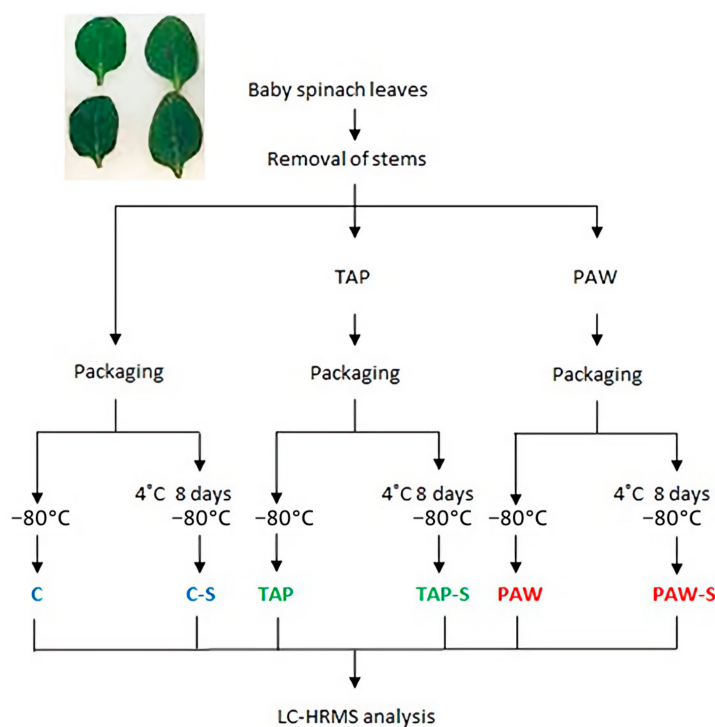 Baby spinach leaves
Removal of stems
TAP PAW
Packaging Packaging Packaging
4°C 8 days 4°C 8 days 4°C 8 days
−80°C −80°C −80°C −80°C −80°C −80°C
C C-S TAP TAP-S PAW PAW-S
LC-HRMS analysis